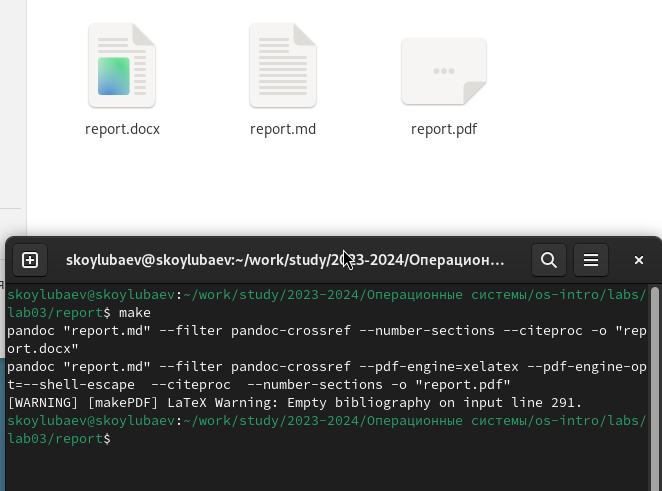 report.docx
report.md
report.pdf
skoylubaev@skoylubaev:~/work/study/2023-2024/Операцион…
skoylubaev@skoylubaev:~/work/study/2023-2024/Операционные системы/os-intro/labs/
lab03/report$ make
pandoc "report.md" --filter pandoc-crossref --number-sections --citeproc -o "rep
ort.docx"
pandoc "report.md" --filter pandoc-crossref --pdf-engine=xelatex --pdf-engine-op
t=--shell-escape  --citeproc  --number-sections -o "report.pdf"
[WARNING] [makePDF] LaTeX Warning: Empty bibliography on input line 291.
skoylubaev@skoylubaev:~/work/study/2023-2024/Операционные системы/os-intro/labs/
lab03/report$